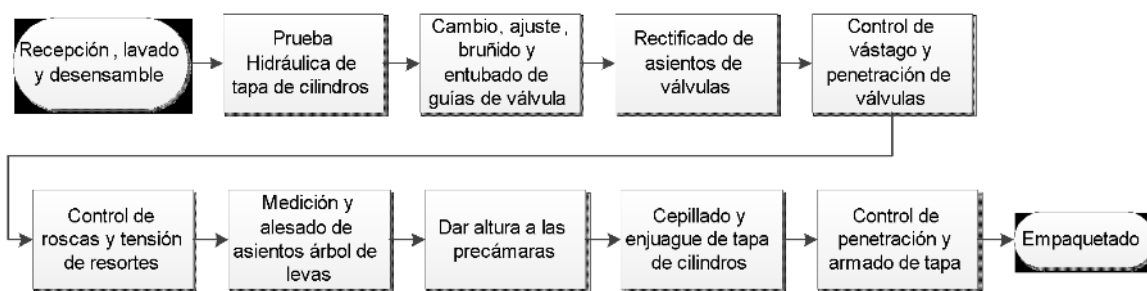 Recepción , lavado
y desensamble
Prueba
Hidráulica de
tapa de cilindros
Cambio, ajuste,
bruñido y
entubado de
guías de válvula
Rectificado de
asientos de
válvulas
Control de
vástago y
penetración de
válvulas
Control de
roscas y tensión
de resortes
Medición y
alesado de
asientos árbol de
levas
Dar altura a las
precámaras
Cepillado y
enjuague de tapa
de cilindros
Control de
penetración y
armado de tapa
Empaquetado